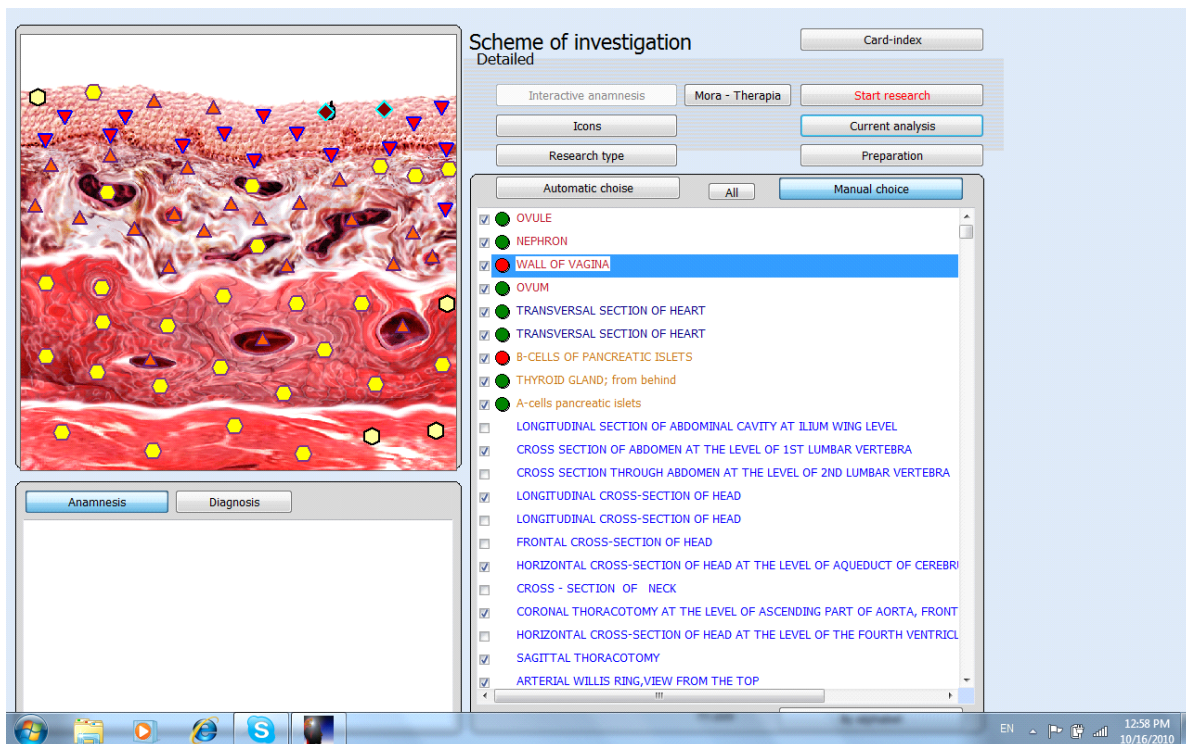 Scheme of investigation
Card-index
Detailed
Interactive anamnesis
Mora - Therapia
Start research
Icons
Current analysis
Research type
Preparation
Automatic choise
All
Manual choice
OVULE
NEPHRON
WALL OF VAGINA
OVUM
TRANSVERSAL SECTION OF HEART
TRANSVERSAL SECTION OF HEART
B-CELLS OF PANCREATIC ISLETS
THYROID GLAND; from behind
A-cells pancreatic islets
LONGITUDINAL SECTION OF ABDOMINAL CAVITY AT ILIUM WING LEVEL
CROSS SECTION OF ABDOMEN AT THE LEVEL OF 1ST LUMBAR VERTEBRA
CROSS SECTION THROUGH ABDOMEN AT THE LEVEL OF 2ND LUMBAR VERTEBRA
LONGITUDINAL CROSS-SECTION OF HEAD
LONGITUDINAL CROSS-SECTION OF HEAD
FRONTAL CROSS-SECTION OF HEAD
HORIZONTAL CROSS-SECTION OF HEAD AT THE LEVEL OF AQUEDUCT OF CEREBR
CROSS - SECTION OF NECK
CORONAL THORACOTOMY AT THE LEVEL OF ASCENDING PART OF AORTA, FRONT
HORIZONTAL CROSS-SECTION OF HEAD AT THE LEVEL OF THE FOURTH VENTRICL
SAGITTAL THORACOTOMY
ARTERIAL WILLIS RING,VIEW FROM THE TOP
Anamnesis
Diagnosis
By alphabet
EN
12:58 PM
10/16/2010